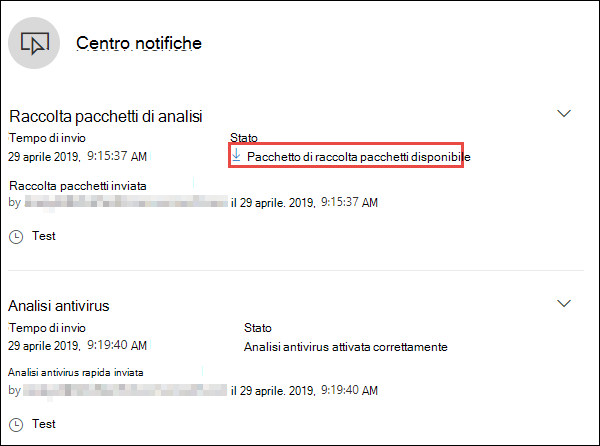 Centro notifiche
Raccolta pacchetti di analisi
Tempo di invio Stato
29 aprile 2019, 9:15:37 AM Pacchetto di raccolta pacchetti disponibile
Raccolta pacchetti inviata
by il 29 aprile. 2019, 9:15:37 AM
Test
Analisi antivirus
Tempo di invio Stato
29 aprile 2019, 9:19:40 AM Analisi antivirus attivata correttamente
Analisi antivirus rapida inviata
by il 29 aprile. 2019, 9:19:40 AM
Test